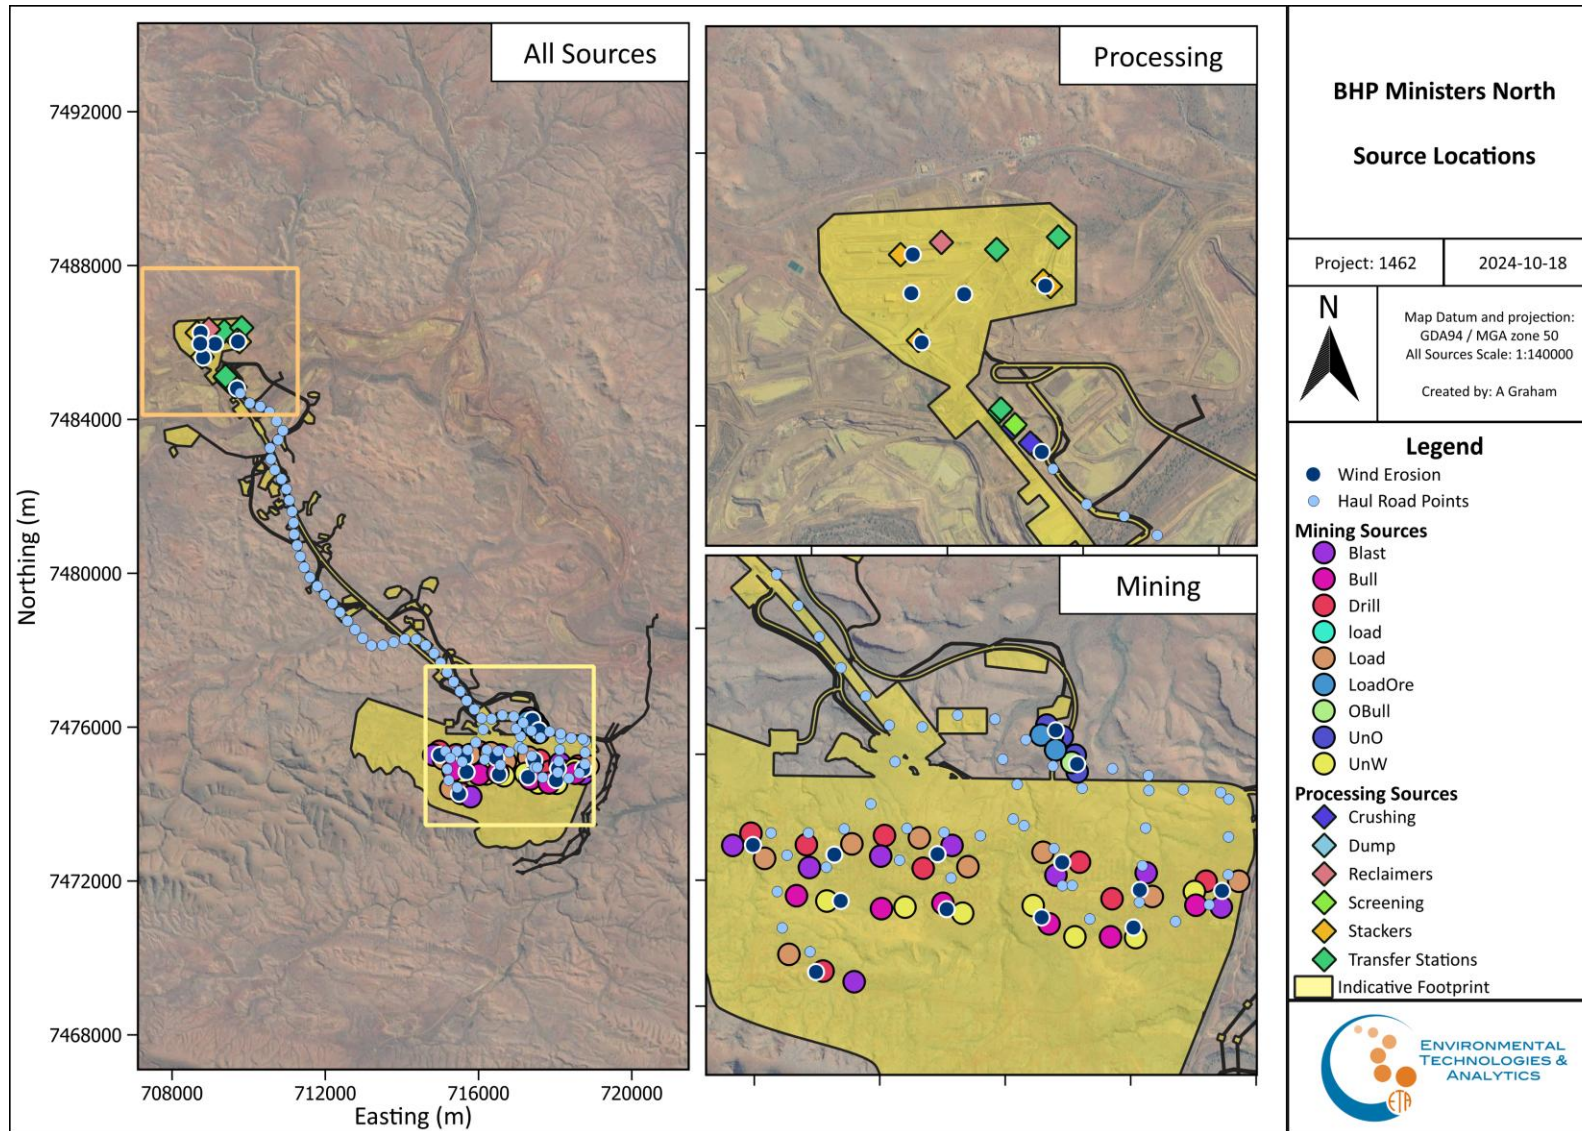 All Sources
Processing
Mining
7492000
7488000
7484000
7480000
7476000
7472000
7468000
Northing (m)
708000
712000
716000
720000
Easting (m)
BHP Ministers North
Source Locations
Project: 1462
2024-10-18
N
Map Datum and projection:
GDA94 / MGA zone 50
All Sources Scale: 1:140000
Created by: A Graham
Legend
Wind Erosion
Haul Road Points
Mining Sources
Blast
Bull
Drill
load
Load
LoadOre
OBull
UnO
UnW
Processing Sources
Crushing
Dump
Reclaimers
Screening
Stackers
Transfer Stations
Indicative Footprint
ENVIRONMENTAL
TECHNOLOGIES &
ANALYTICS
ETA